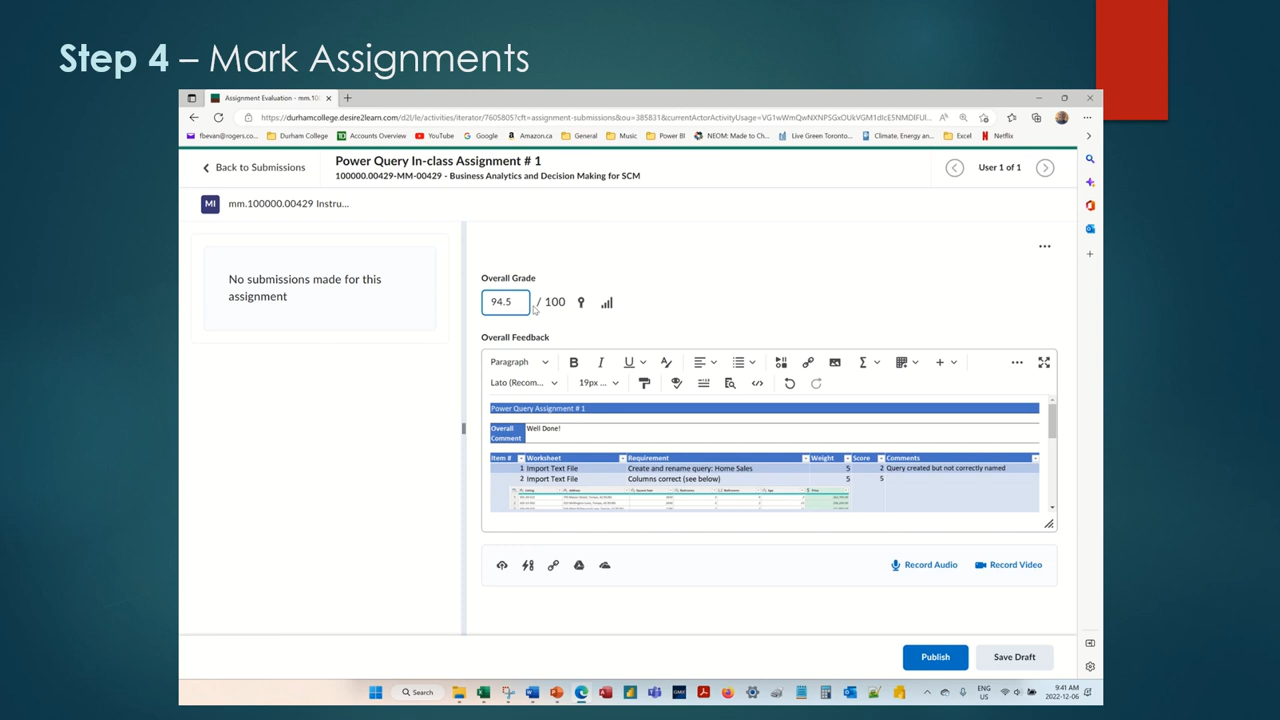 Step 4 – Mark Assignments
Assignment Evaluation - mm.10
https://durhamcollege.desire2learn.com/d2l/le/activities/iterator/7605805?cft=assignment-submissions&ou=385831&currentActorActivityUsage=
fbevan@rogers.co... Durham College Accounts Overview YouTube Google Amazon.ca General Music Power BI NEOM: Made to Ch... Live Green Toronto... Climate, Energy an... Excel Netflix
Back to Submissions
Power Query In-class Assignment # 1
100000.00429-MM-00429 - Business Analytics and Decision Making for SCM
User 1 of 1
MI mm.100000.00429 Instru...
No submissions made for this
assignment
Overall Grade
94.5 / 100
Overall Feedback
Paragraph B I U
Lato (Recom... 19px ...
Power Query Assignment # 1
Overall
Comment
Well Done!
Item # Worksheet Requirement Weight Score Comments
1 Import Text File Create and rename query: Home Sales 5 2 Query created but not correctly named
2 Import Text File Columns correct (see below) 5 5
Record Audio Record Video
Publish Save Draft
Search
ENG
US
9:41 AM
2022-12-06